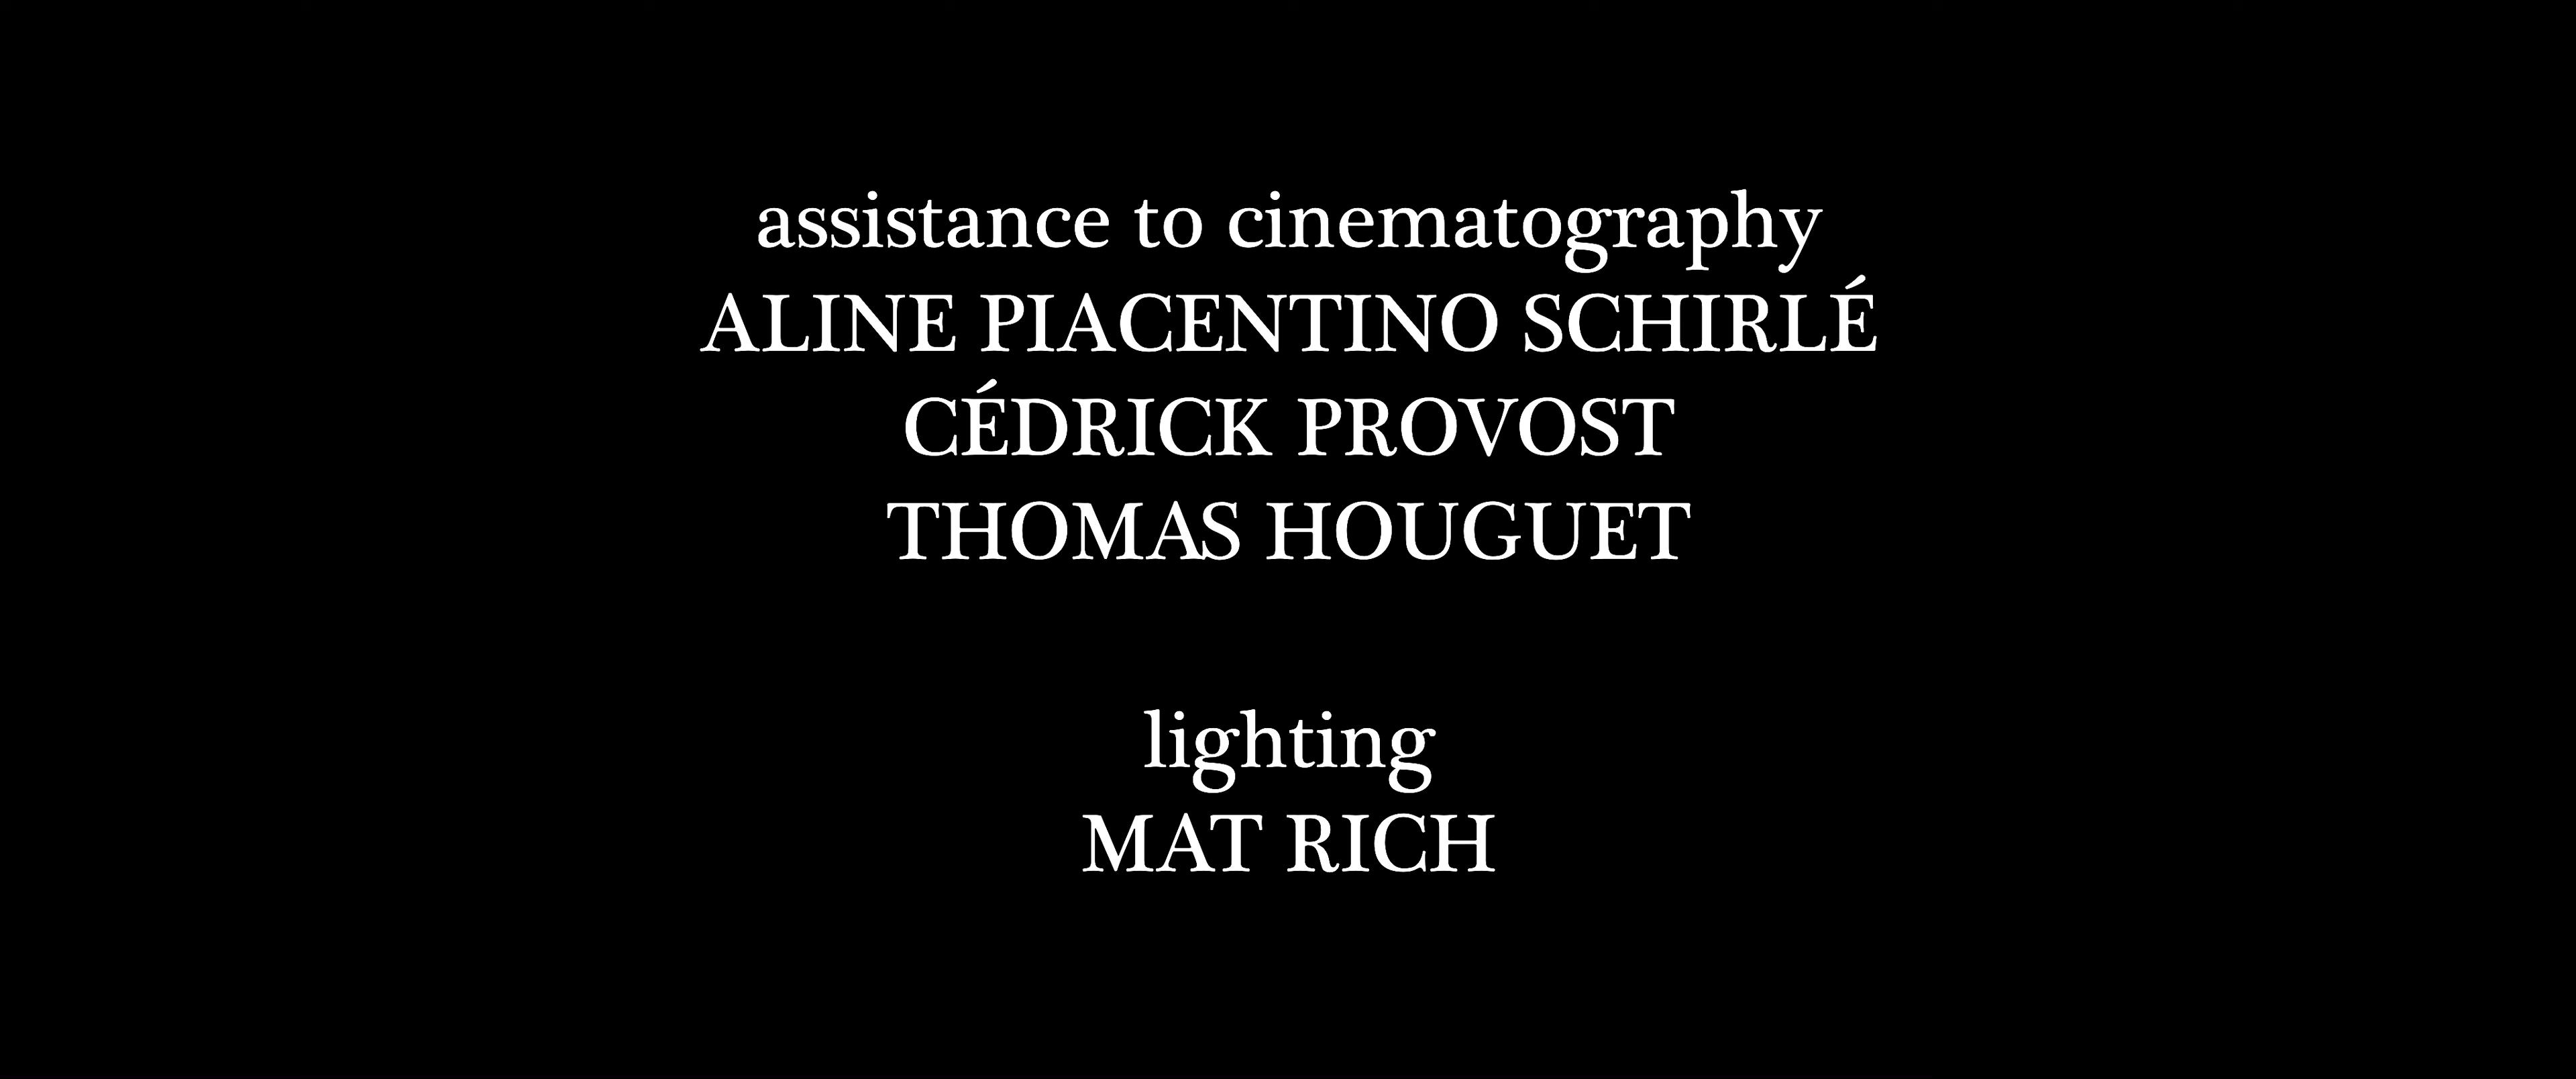 assistance to cinematography
ALINE PIACENTINO SCHIRLÉ
CÉDRICK PROVOST
THOMAS HOUGUET
lighting
MAT RICH